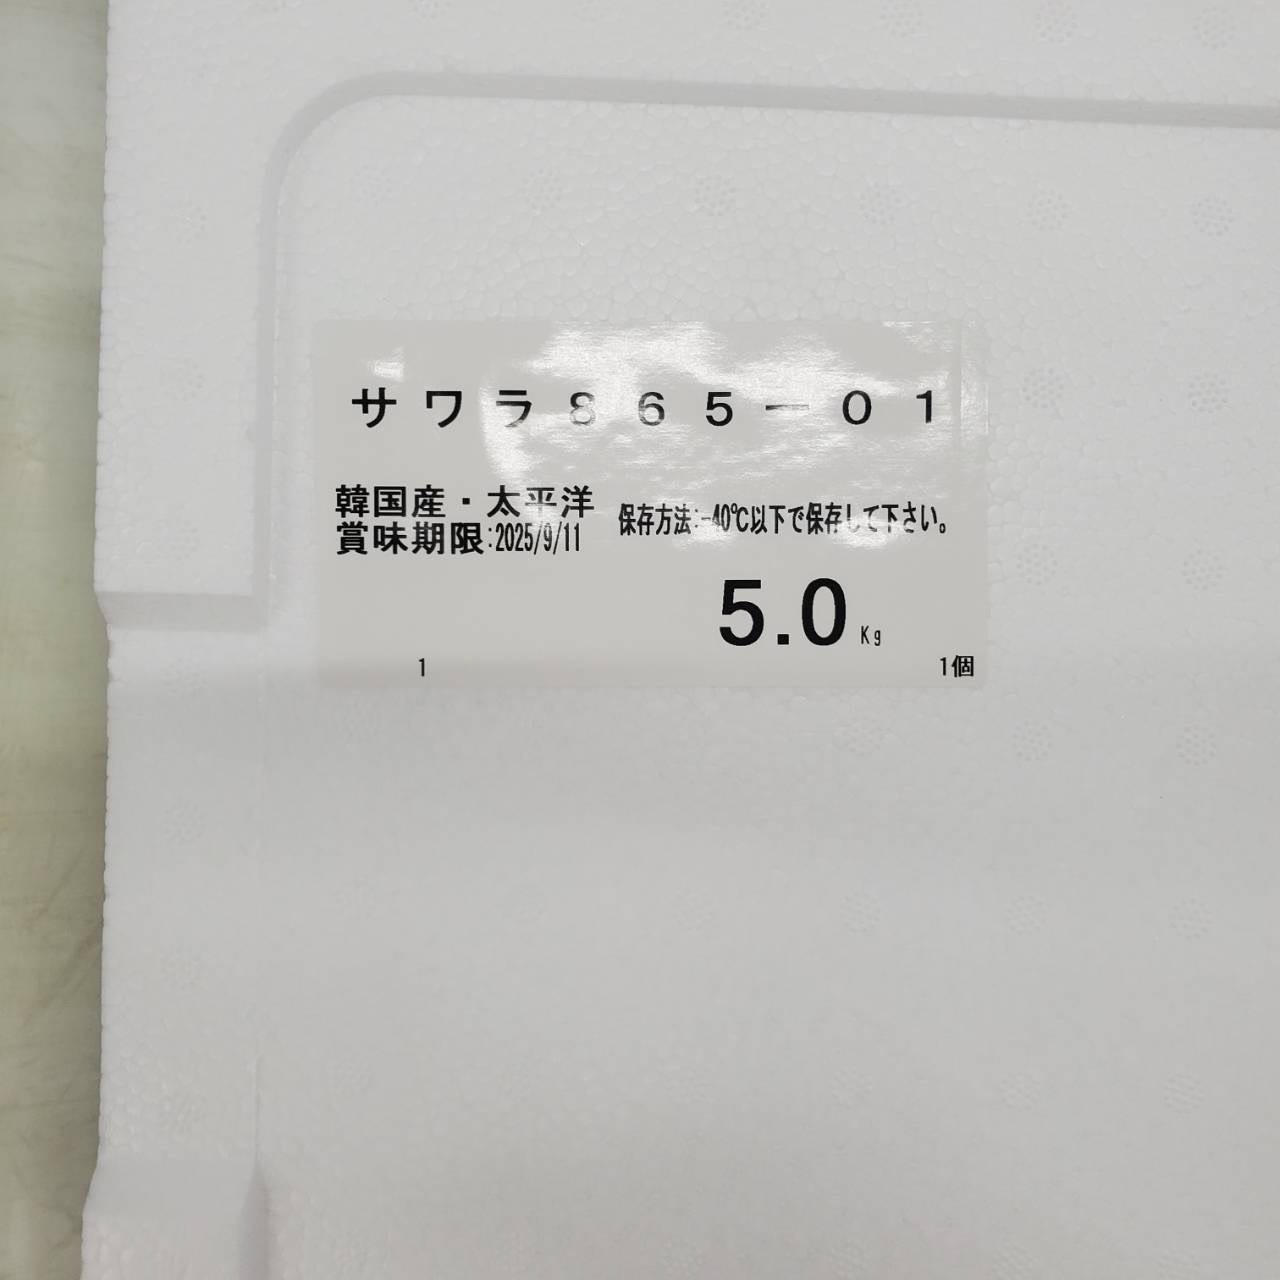 サワラ８６５－０１
韓国産・太平洋
賞味期限:2025/9/11
保存方法:-40℃以下で保存して下さい。
5.0 Kg
1
1個